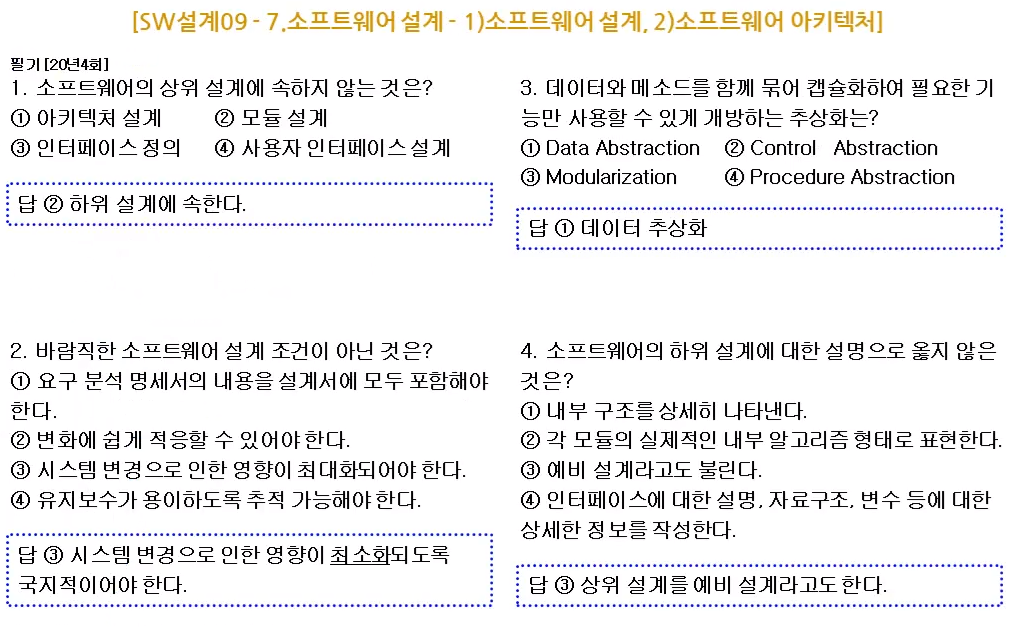 [SW설계09 - 7.소프트웨어 설계 - 1)소프트웨어 설계, 2)소프트웨어 아키텍처]
필기 [20년4회]
1. 소프트웨어의 상위 설계에 속하지 않는 것은?
① 아키텍처 설계 ② 모듈 설계
③ 인터페이스 정의 ④ 사용자 인터페이스 설계
답 ② 하위 설계에 속한다.
2. 바람직한 소프트웨어 설계 조건이 아닌 것은?
① 요구 분석 명세서의 내용을 설계서에 모두 포함해야
한다.
② 변화에 쉽게 적응할 수 있어야 한다.
③ 시스템 변경으로 인한 영향이 최대화되어야 한다.
④ 유지보수가 용이하도록 추적 가능해야 한다.
답 ③ 시스템 변경으로 인한 영향이 최소화되도록
국지적이어야 한다.
3. 데이터와 메소드를 함께 묶어 캡슐화하여 필요한 기
능만 사용할 수 있게 개방하는 추상화는?
① Data Abstraction ② Control Abstraction
③ Modularization ④ Procedure Abstraction
답 ① 데이터 추상화
4. 소프트웨어의 하위 설계에 대한 설명으로 옳지 않은
것은?
① 내부 구조를 상세히 나타낸다.
② 각 모듈의 실제적인 내부 알고리즘 형태로 표현한다.
③ 예비 설계라고도 불린다.
④ 인터페이스에 대한 설명, 자료구조, 변수 등에 대한
상세한 정보를 작성한다.
답 ③ 상위 설계를 예비 설계라고도 한다.